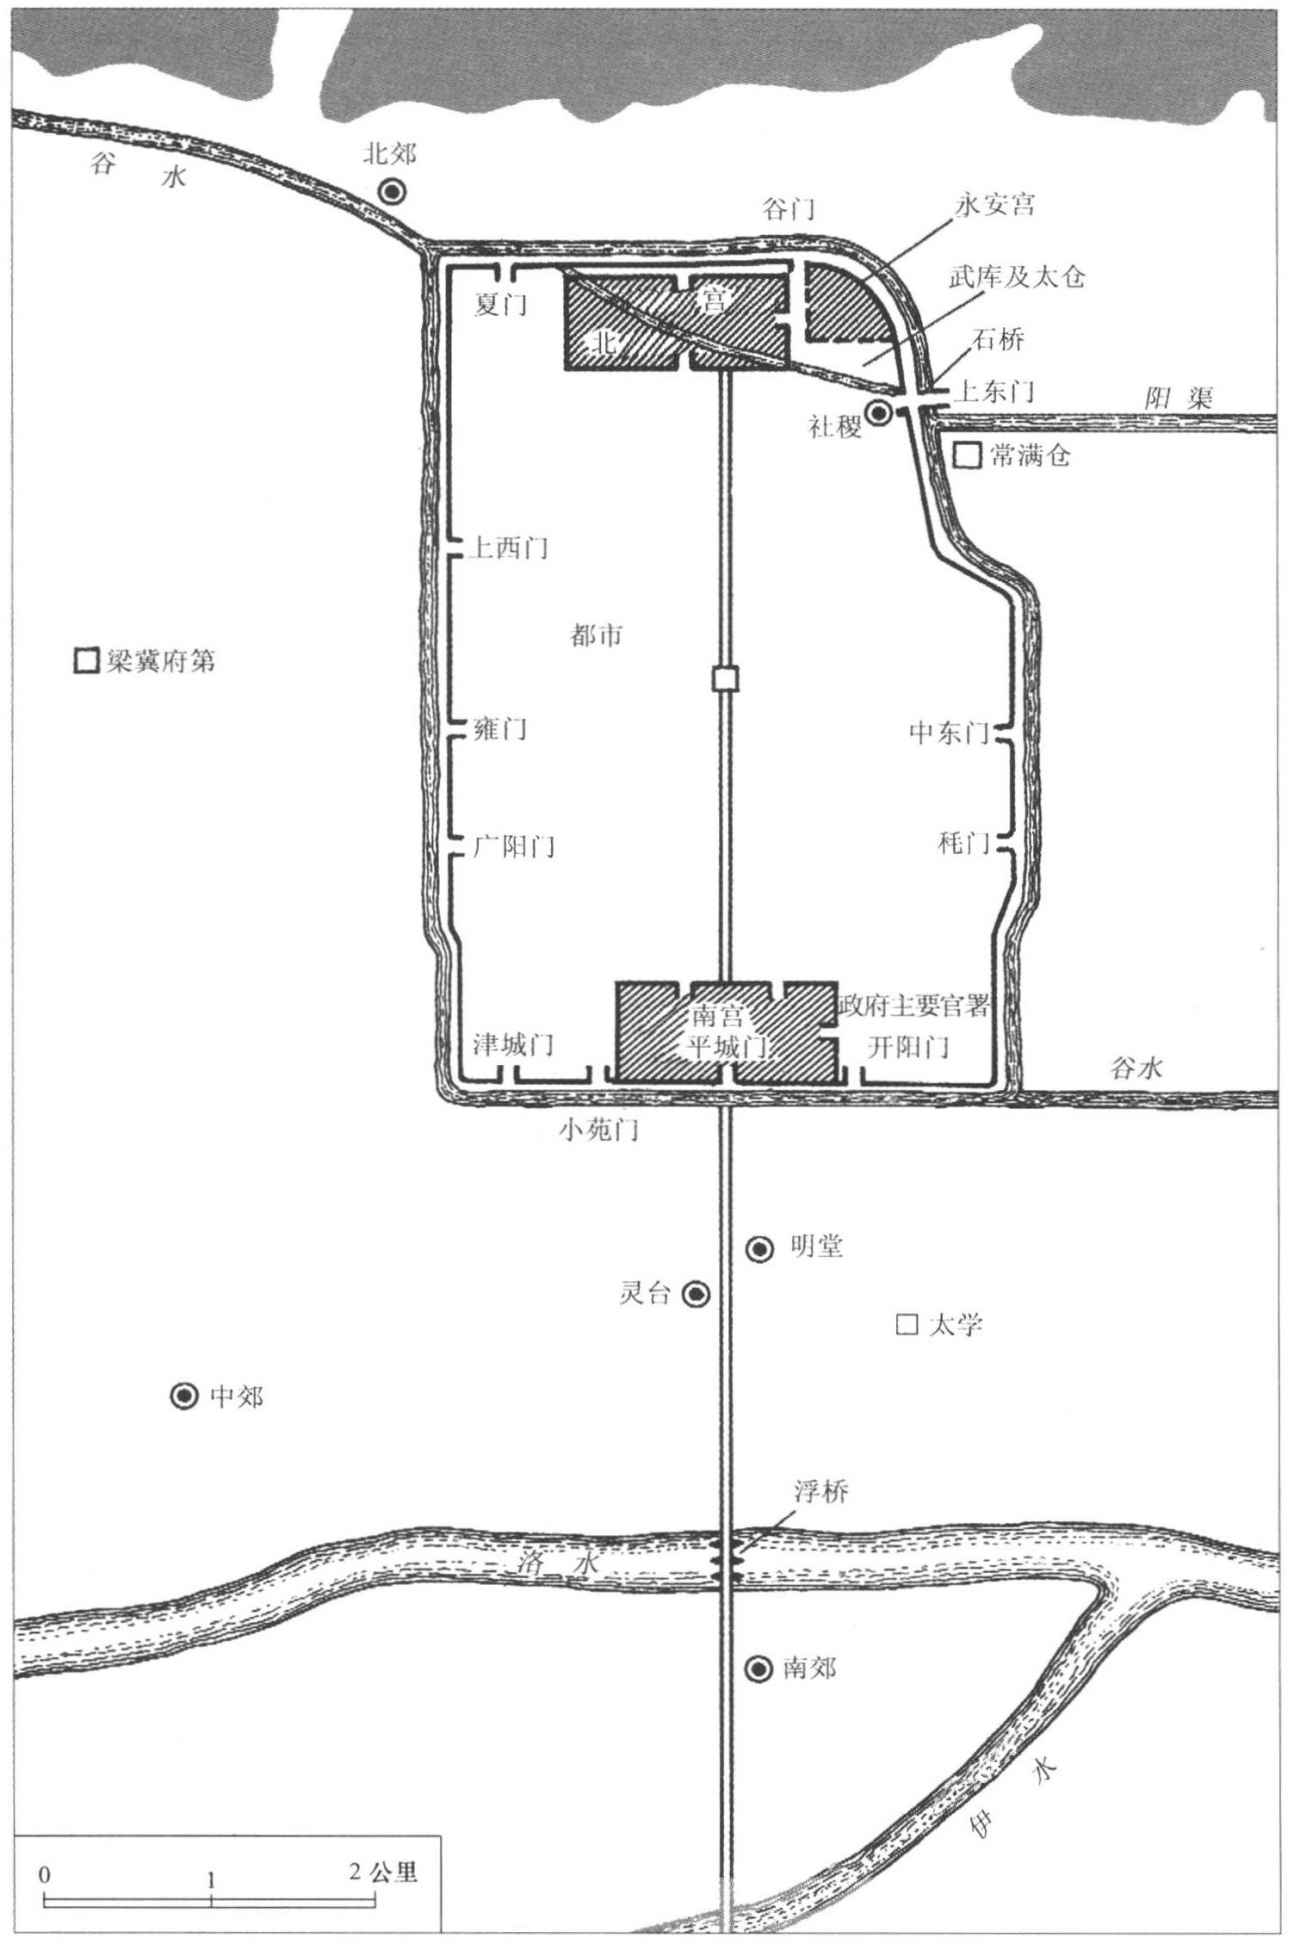 谷水
北郊
谷门
永安宫
武库及太仓
夏门
宫
北
石桥
上东门
阳渠
社稷
常满仓
上西门
都市
梁冀府第
雍门
中东门
广阳门
秏门
政府主要官署
南宫
津城门
平城门
开阳门
谷水
小苑门
明堂
灵台
太学
中郊
浮桥
洛水
南郊
伊水
0 1 2公里